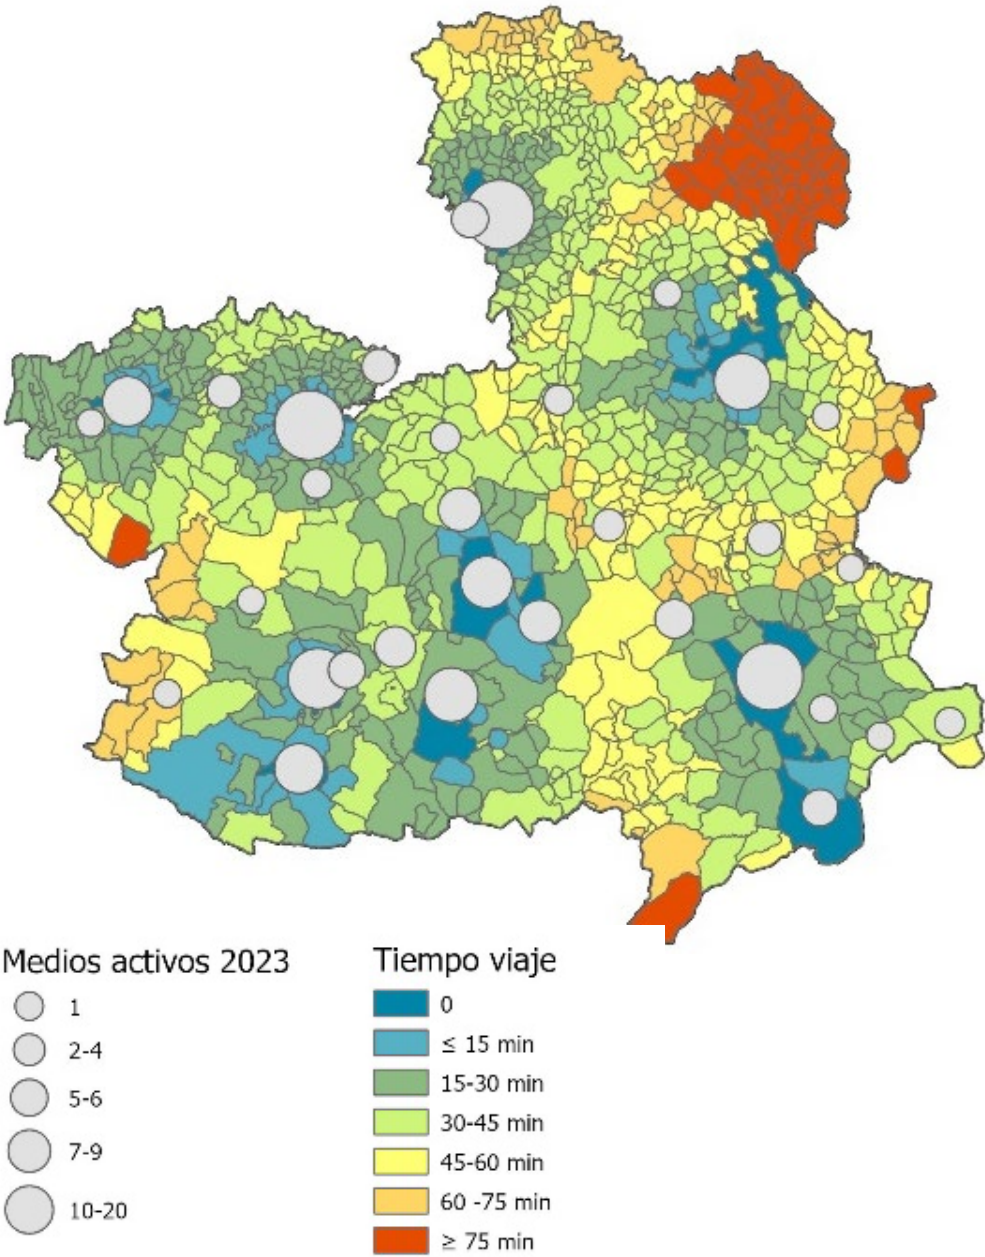 Medios activos 2023
1
2-4
5-6
7-9
10-20
Tiempo viaje
0
≤ 15 min
15-30 min
30-45 min
45-60 min
60 -75 min
≥ 75 min